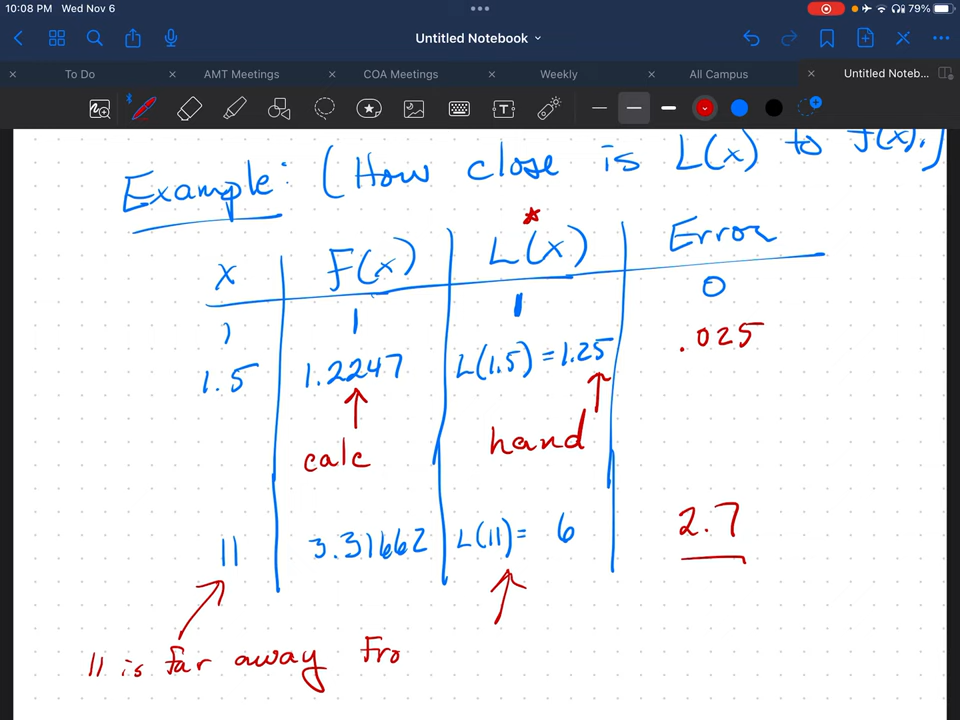 10:08 PM Wed Nov 6
79%
Untitled Notebook
To Do
AMT Meetings
COA Meetings
Weekly
All Campus
Untitled Noteb...
T
Example: (How close is L(x) to f(x).)
*
x F(x) L(x) Error
1 1 1 0
1.5 1.2247 L(1.5) = 1.25 .025
calc hand
11 3.31662 L(11) = 6 2.7
11 is far away Fro